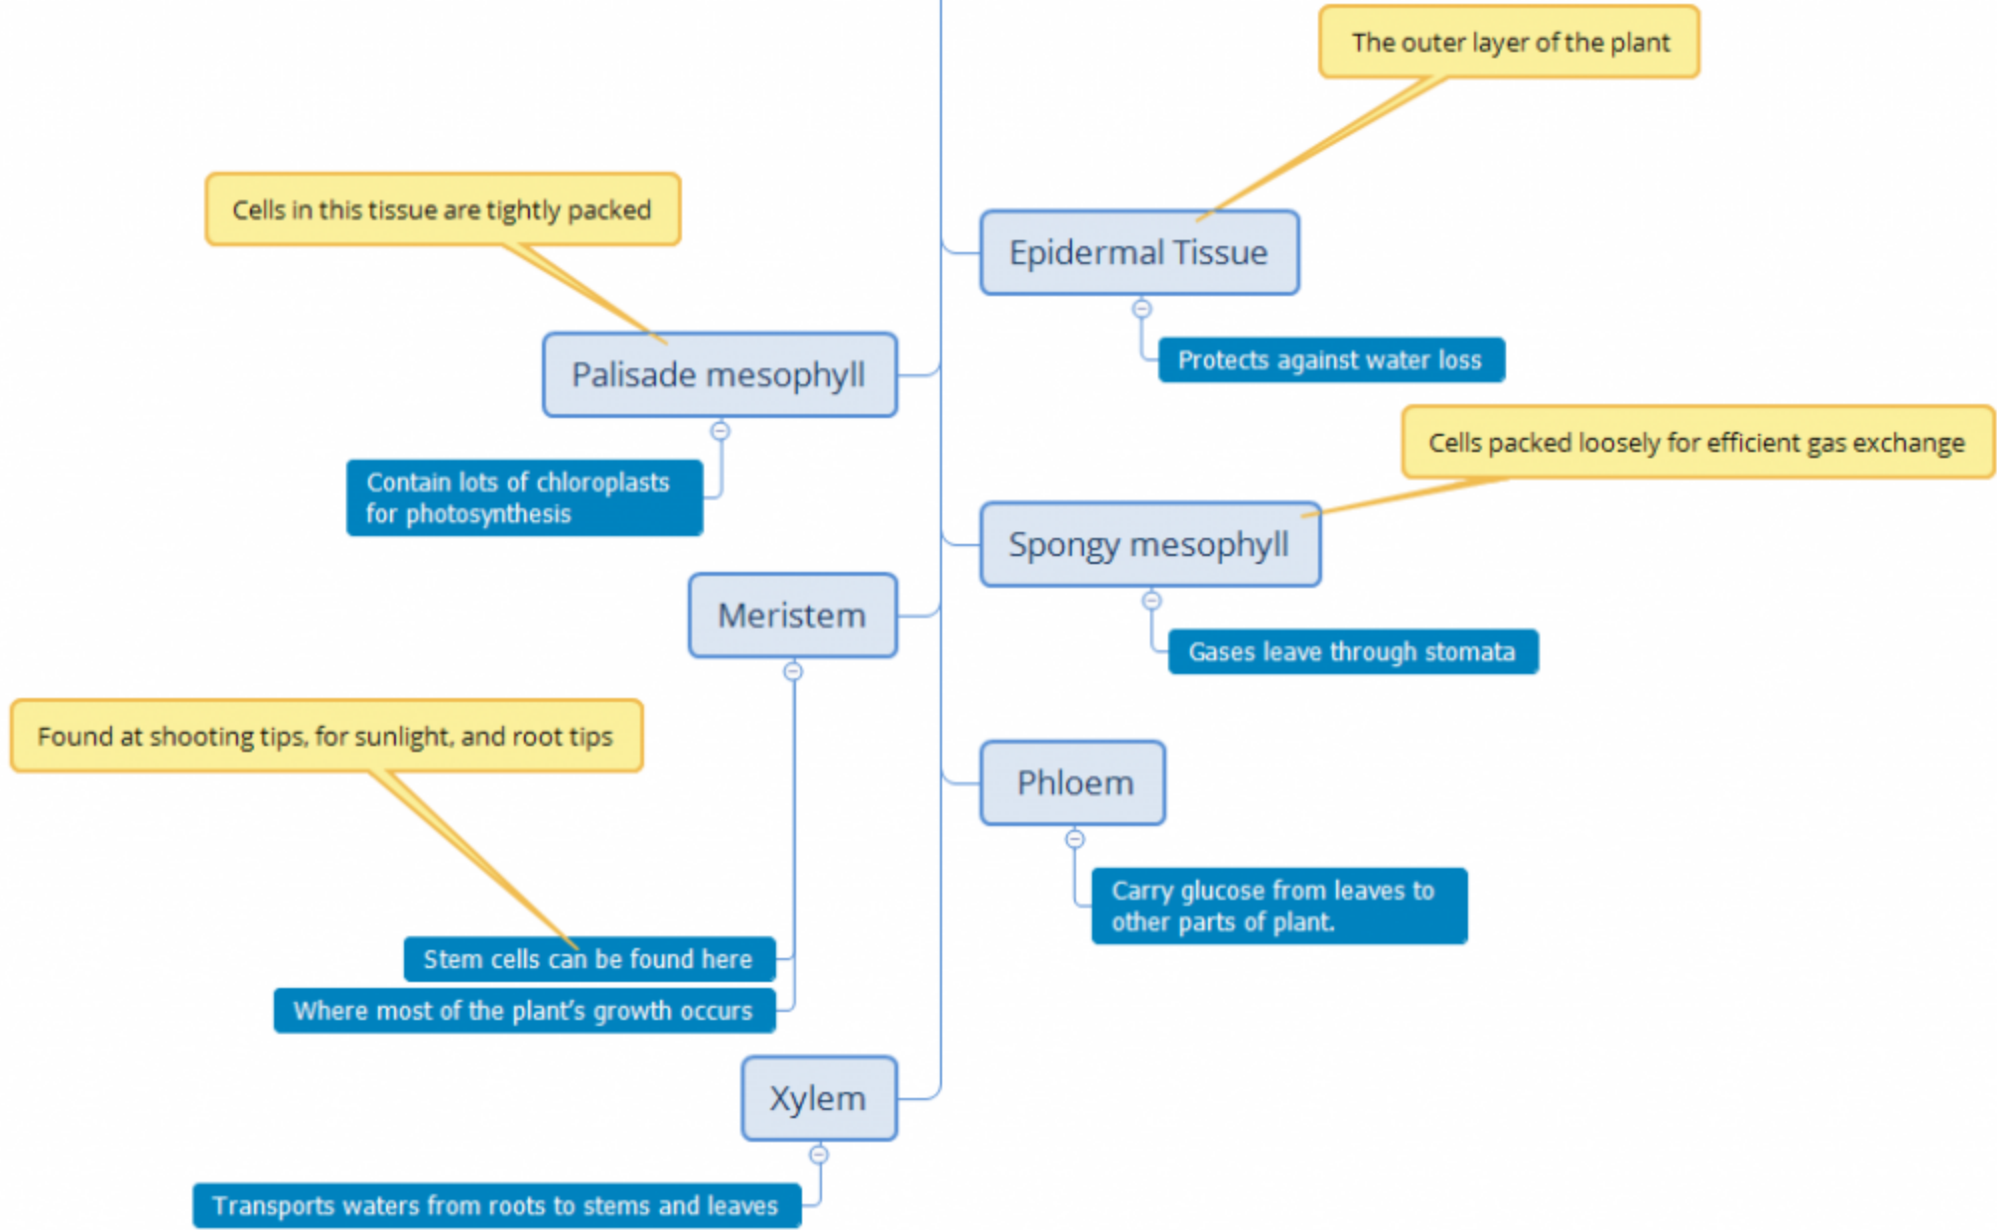 The outer layer of the plant
Cells in this tissue are tightly packed
Epidermal Tissue
Protects against water loss
Palisade mesophyll
Contain lots of chloroplasts
for photosynthesis
Cells packed loosely for efficient gas exchange
Spongy mesophyll
Gases leave through stomata
Meristem
Found at shooting tips, for sunlight, and root tips
Stem cells can be found here
Where most of the plant's growth occurs
Phloem
Carry glucose from leaves to
other parts of plant.
Xylem
Transports waters from roots to stems and leaves